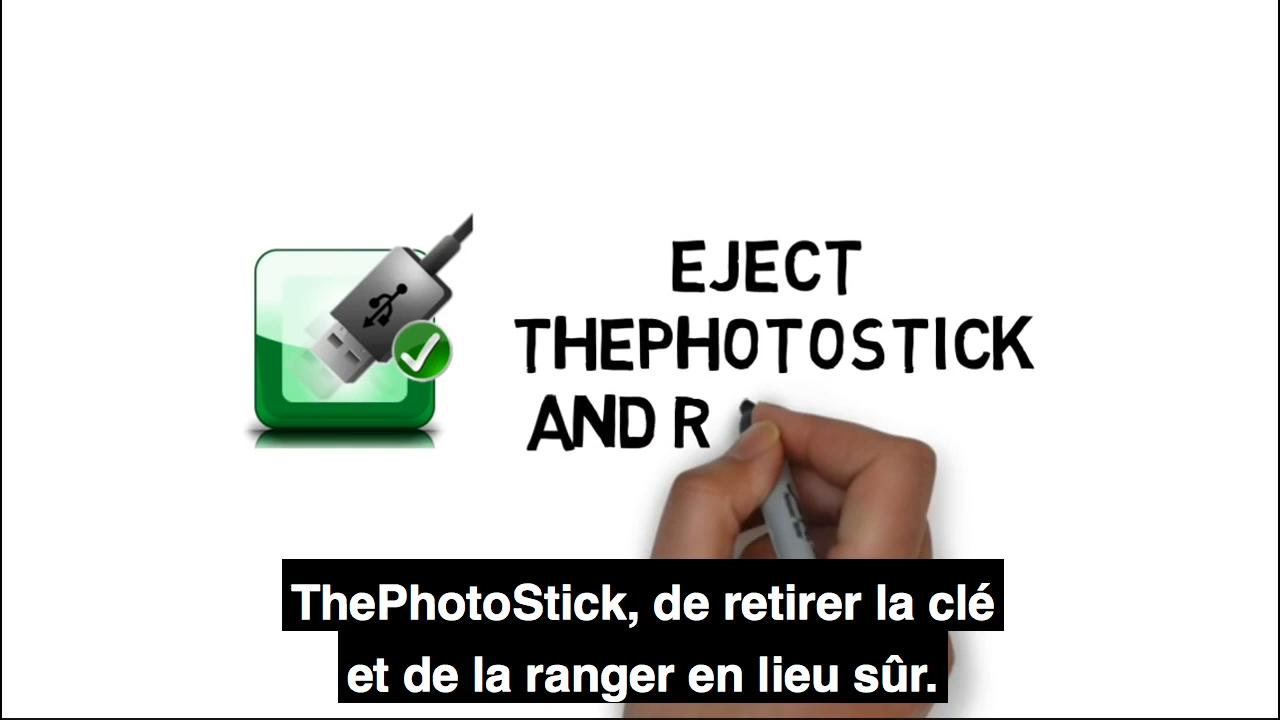 EJECT
THEPHOTOSTICK
AND R
ThePhotoStick, de retirer la clé
et de la ranger en lieu sûr.